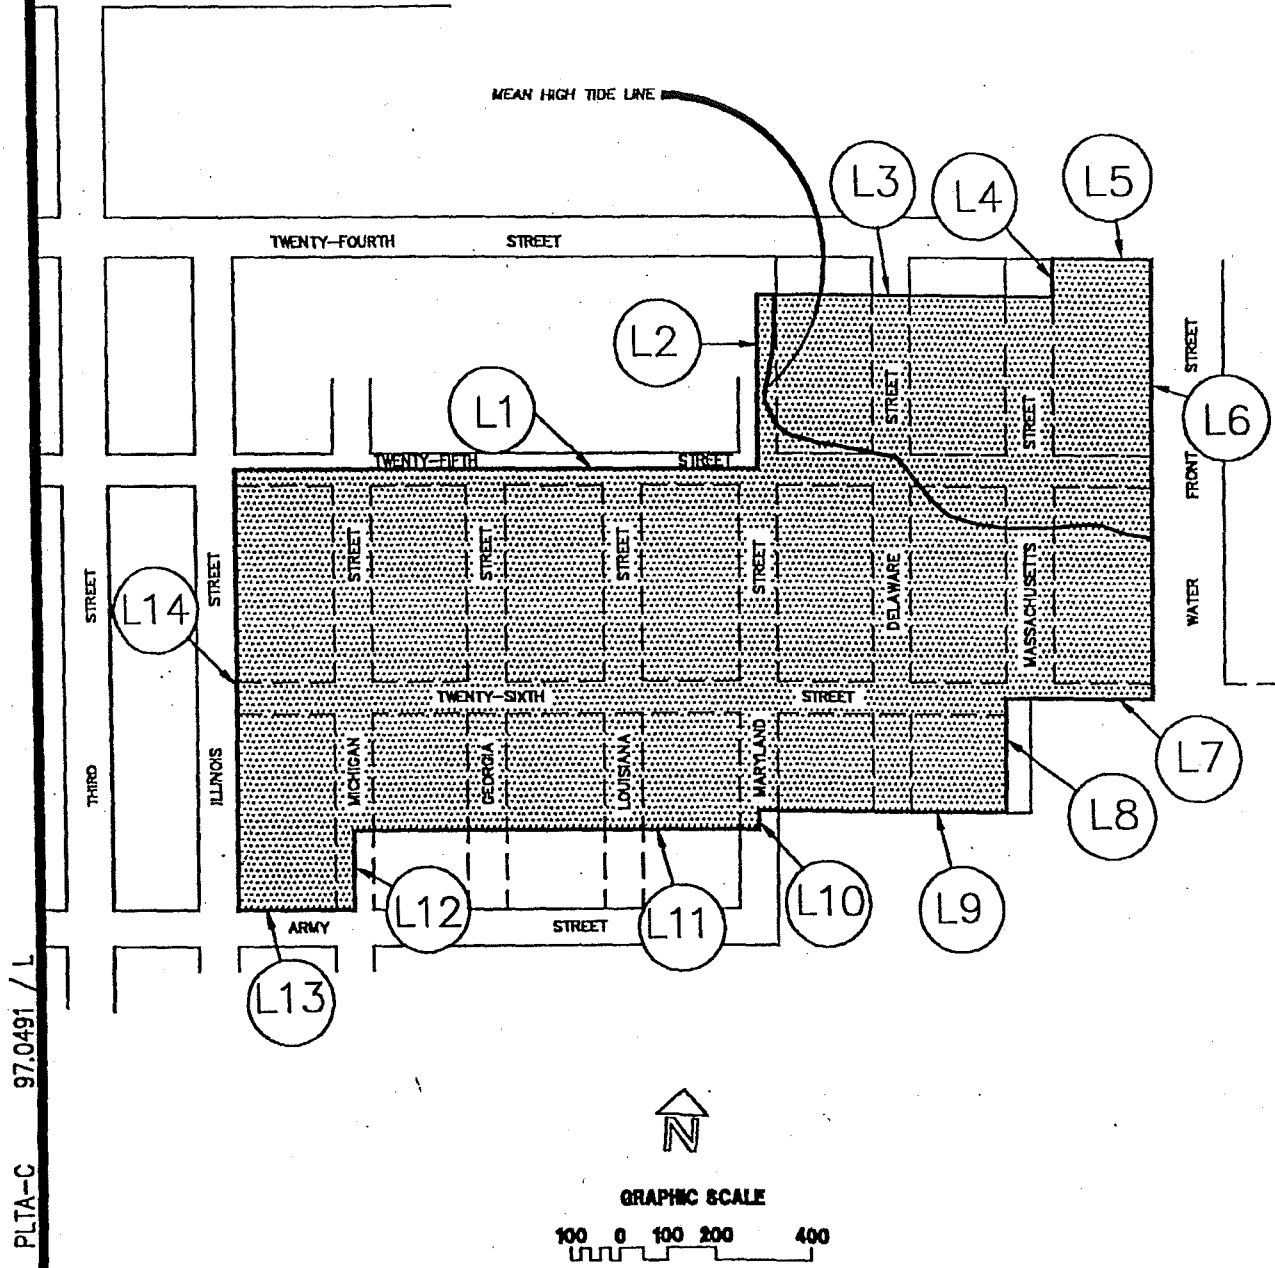 MEAN HIGH TIDE LINE
L3
L4
L5
TWENTY-FOURTH STREET
L2
STREET
L1
STREET
STREET
L6
TWENTY-FIFTH STREET
FRONT
STREET
STREET
STREET
STREET
STREET
STREET
STREET
DELAWARE
MASSACHUSETTS
WATER
L14
TWENTY-SIXTH STREET
L7
THIRD
ILLINOIS
MICHIGAN
GEORGIA
LOUISIANA
MARYLAND
L8
L12
L11
L10
L9
ARMY STREET
L13
PLTA-C 97.0491 / L
N
GRAPHIC SCALE
100 0 100 200 400